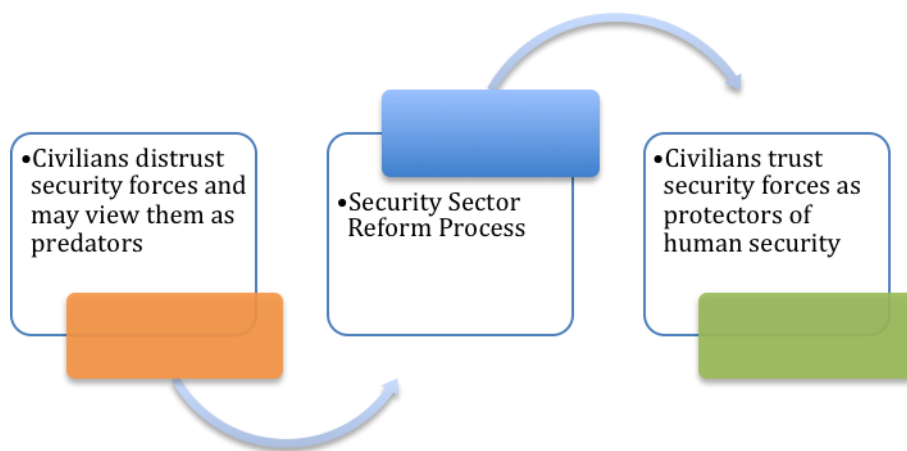 •Civilians distrust
security forces and
may view them as
predators
•Security Sector
Reform Process
•Civilians trust
security forces as
protectors of
human security